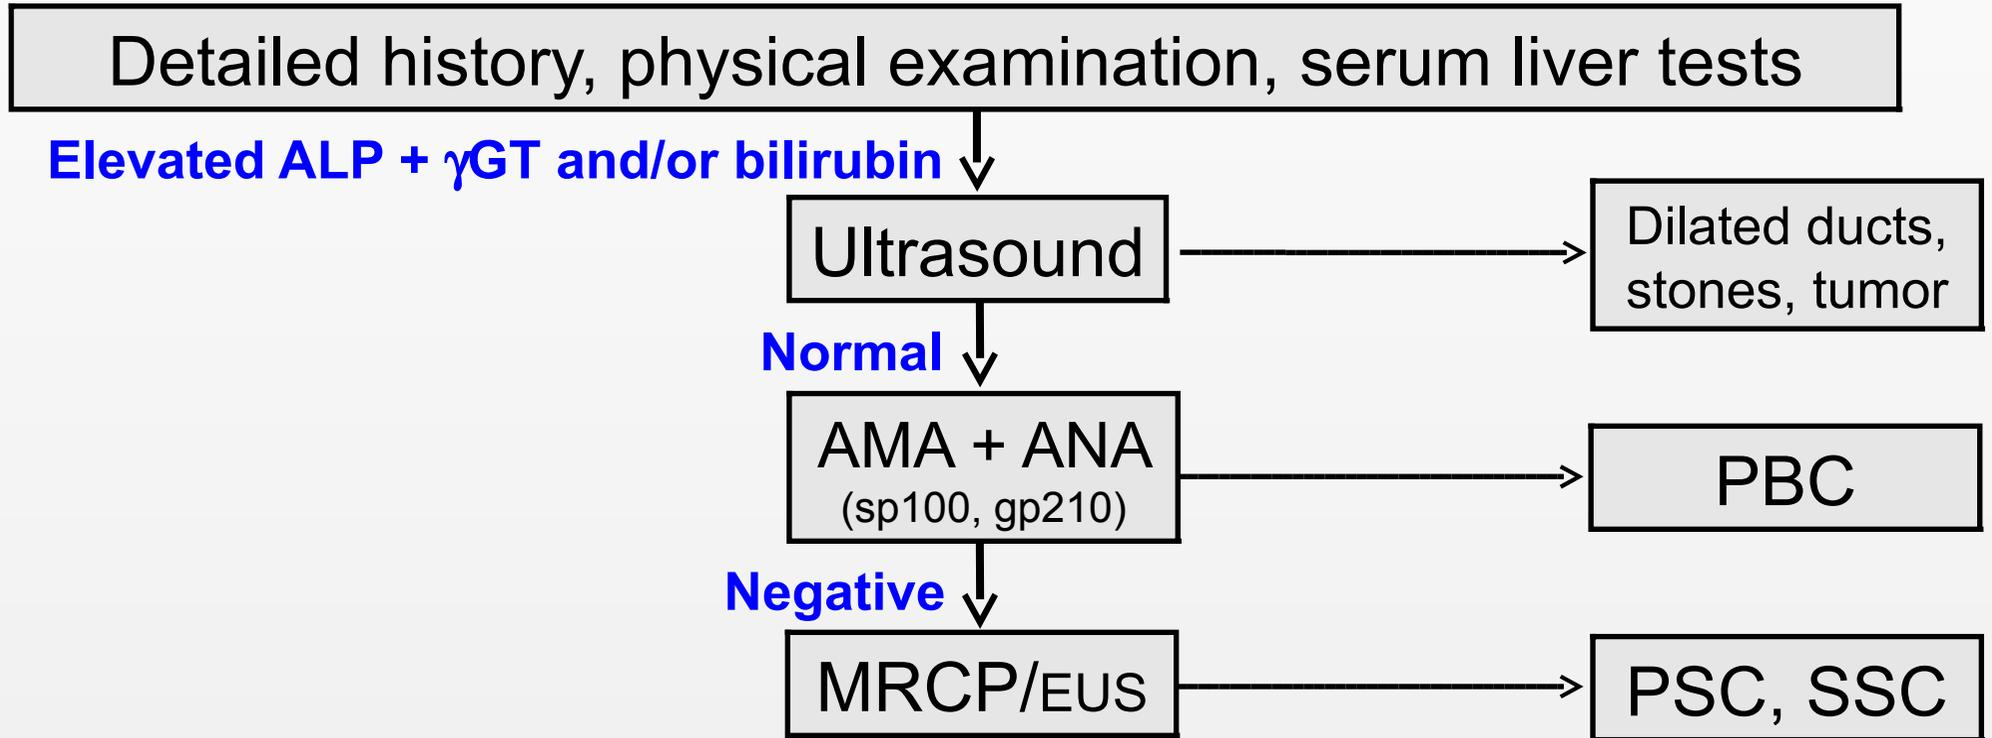 Detailed history, physical examination, serum liver tests
Elevated ALP + γGT and/or bilirubin
Ultrasound
Dilated ducts,
stones, tumor
Normal
AMA + ANA
(sp100, gp210)
PBC
Negative
MRCP/EUS
PSC, SSC